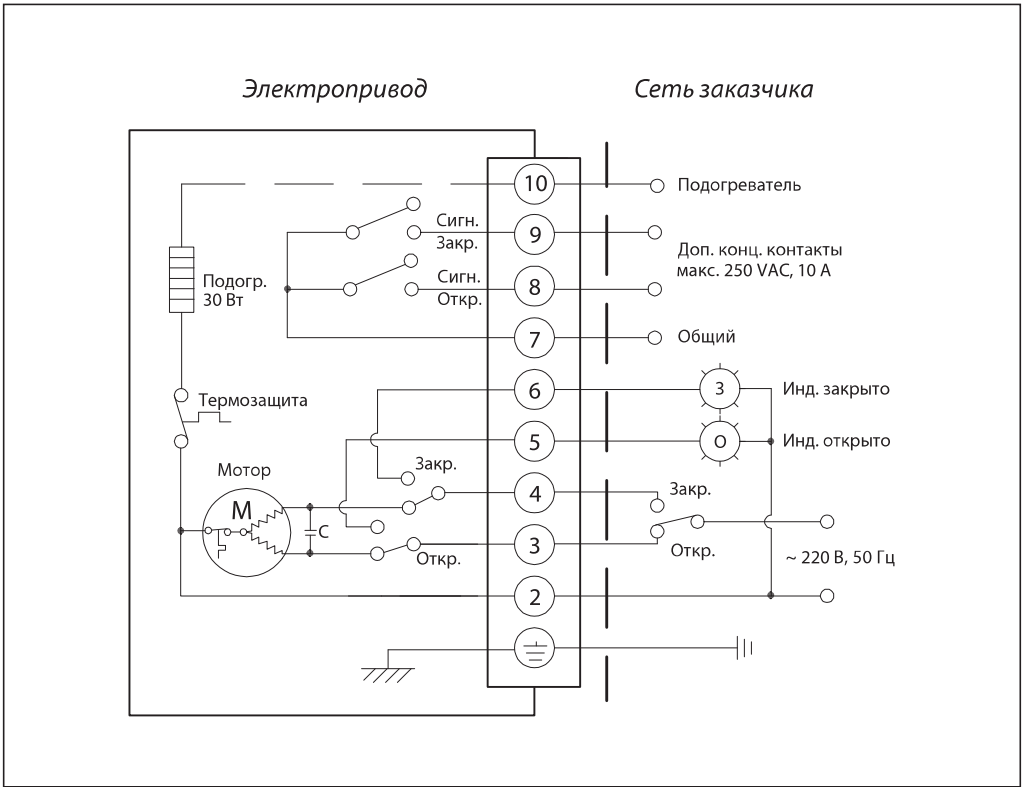 Электропривод
Сеть заказчика
10
Подогреватель
Сигн.
Закр.
9
Доп. конц. контакты
макс. 250 VAC, 10 A
Подогр.
30 Вт
Сигн.
Откр.
8
7
Общий
6
З
Инд. закрыто
Термозащита
5
О
Инд. открыто
Мотор
Закр.
4
Закр.
M
C
Откр.
3
Откр.
~ 220 В, 50 Гц
2